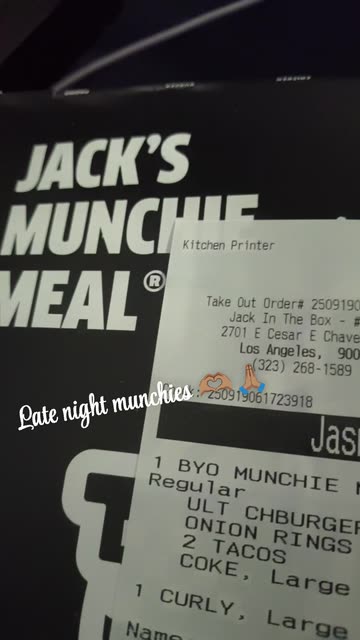 JACK'S
MUNCHIE
MEAL®
Kitchen Printer
Take Out Order# 2509190
Jack In The Box - #
2701 E Cesar E Chave
Los Angeles, 900
(323) 268-1589
Late night munchies 🫶🏽 🙏🏽
: 250919061723918
Jas
1 BYO MUNCHIE M
Regular
ULT CHBURGER
ONION RINGS
2 TACOS
COKE, Large
1 CURLY, Large
Name